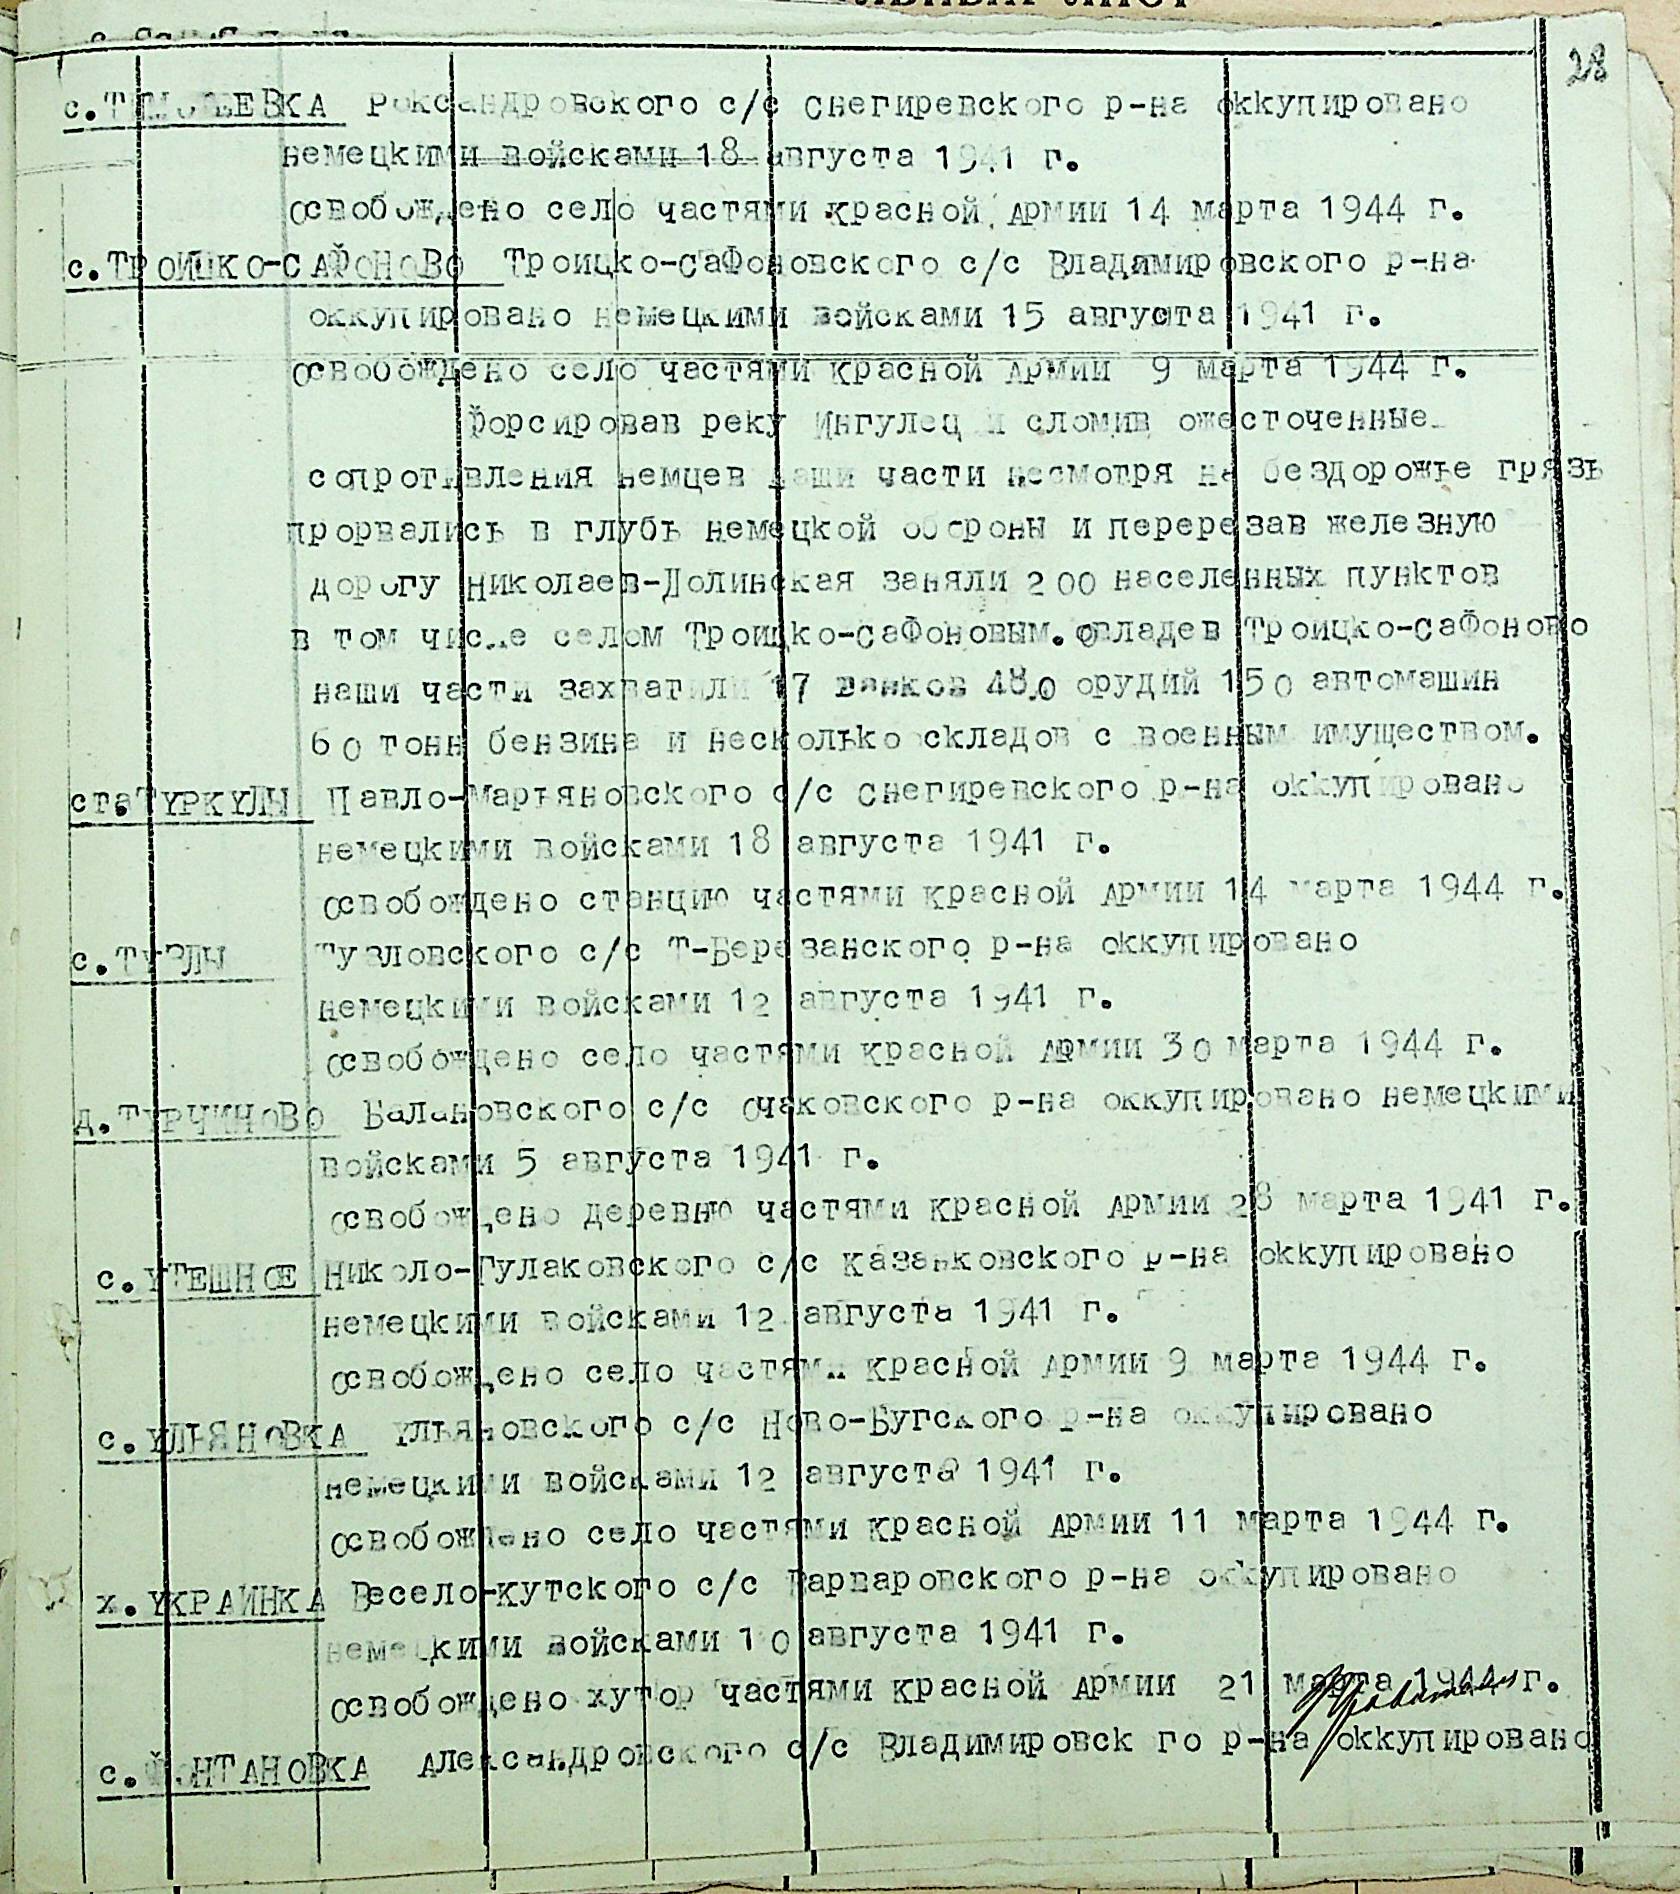 28
с.ТИМОФЕЕВКА Роксандровского с/с Снегиревского р-на оккупировано
немецкими войсками 18 августа 1941 г.
освобождено село частями Красной Армии 14 марта 1944 г.
с.ТРОИЦКО-САФОНОВО Троицко-Сафоновского с/с Владимировского р-на
оккупировано немецкими войсками 15 августа 1941 г.
освобождено село частями Красной Армии 9 марта 1944 г.
Форсировав реку Ингулец и сломив ожесточенные
сопротивления немцев наши части несмотря на бездорожье грязь
прорвались в глубь немецкой обороны и перерезав железную
дорогу Николаев-Долинская заняли 200 населенных пунктов
в том числе селом Троицко-Сафоновым. Овладев Троицко-Сафоново
наши части захватили 17 танков 480 орудий 150 автомашин
60 тонн бензина и несколько складов с военным имуществом.
ст.ТУРКУЛЫ Павло-Марьяновского с/с Снегиревского р-на оккупировано
немецкими войсками 18 августа 1941 г.
освобождено станцию частями Красной Армии 14 марта 1944 г.
с.ТУЗЛЫ Тузловского с/с Т-Березанского р-на оккупировано
немецкими войсками 12 августа 1941 г.
освобождено село частями Красной Армии 30 марта 1944 г.
д.ТУРЧИНОВО Балановского с/с Очаковского р-на оккупировано немецкими
войсками 5 августа 1941 г.
освобождено деревню частями Красной Армии 28 марта 1941 г.
с.УТЕШНОЕ Николо-Гулаковского с/с Казанковского р-на оккупировано
немецкими войсками 12 августа 1941 г.
освобождено село частями Красной Армии 9 марта 1944 г.
с.УЛЬЯНОВКА Ульяновского с/с Ново-Бугского р-на оккупировано
немецкими войсками 12 августа 1941 г.
освобождено село частями Красной Армии 11 марта 1944 г.
х.УКРАИНКА Весело-Кутского с/с Варваровского р-на оккупировано
немецкими войсками 10 августа 1941 г.
освобождено хутор частями Красной Армии 21 марта 1944 г.
с.ФОНТАНОВКА Александровского с/с Владимировск го р-на оккупировано